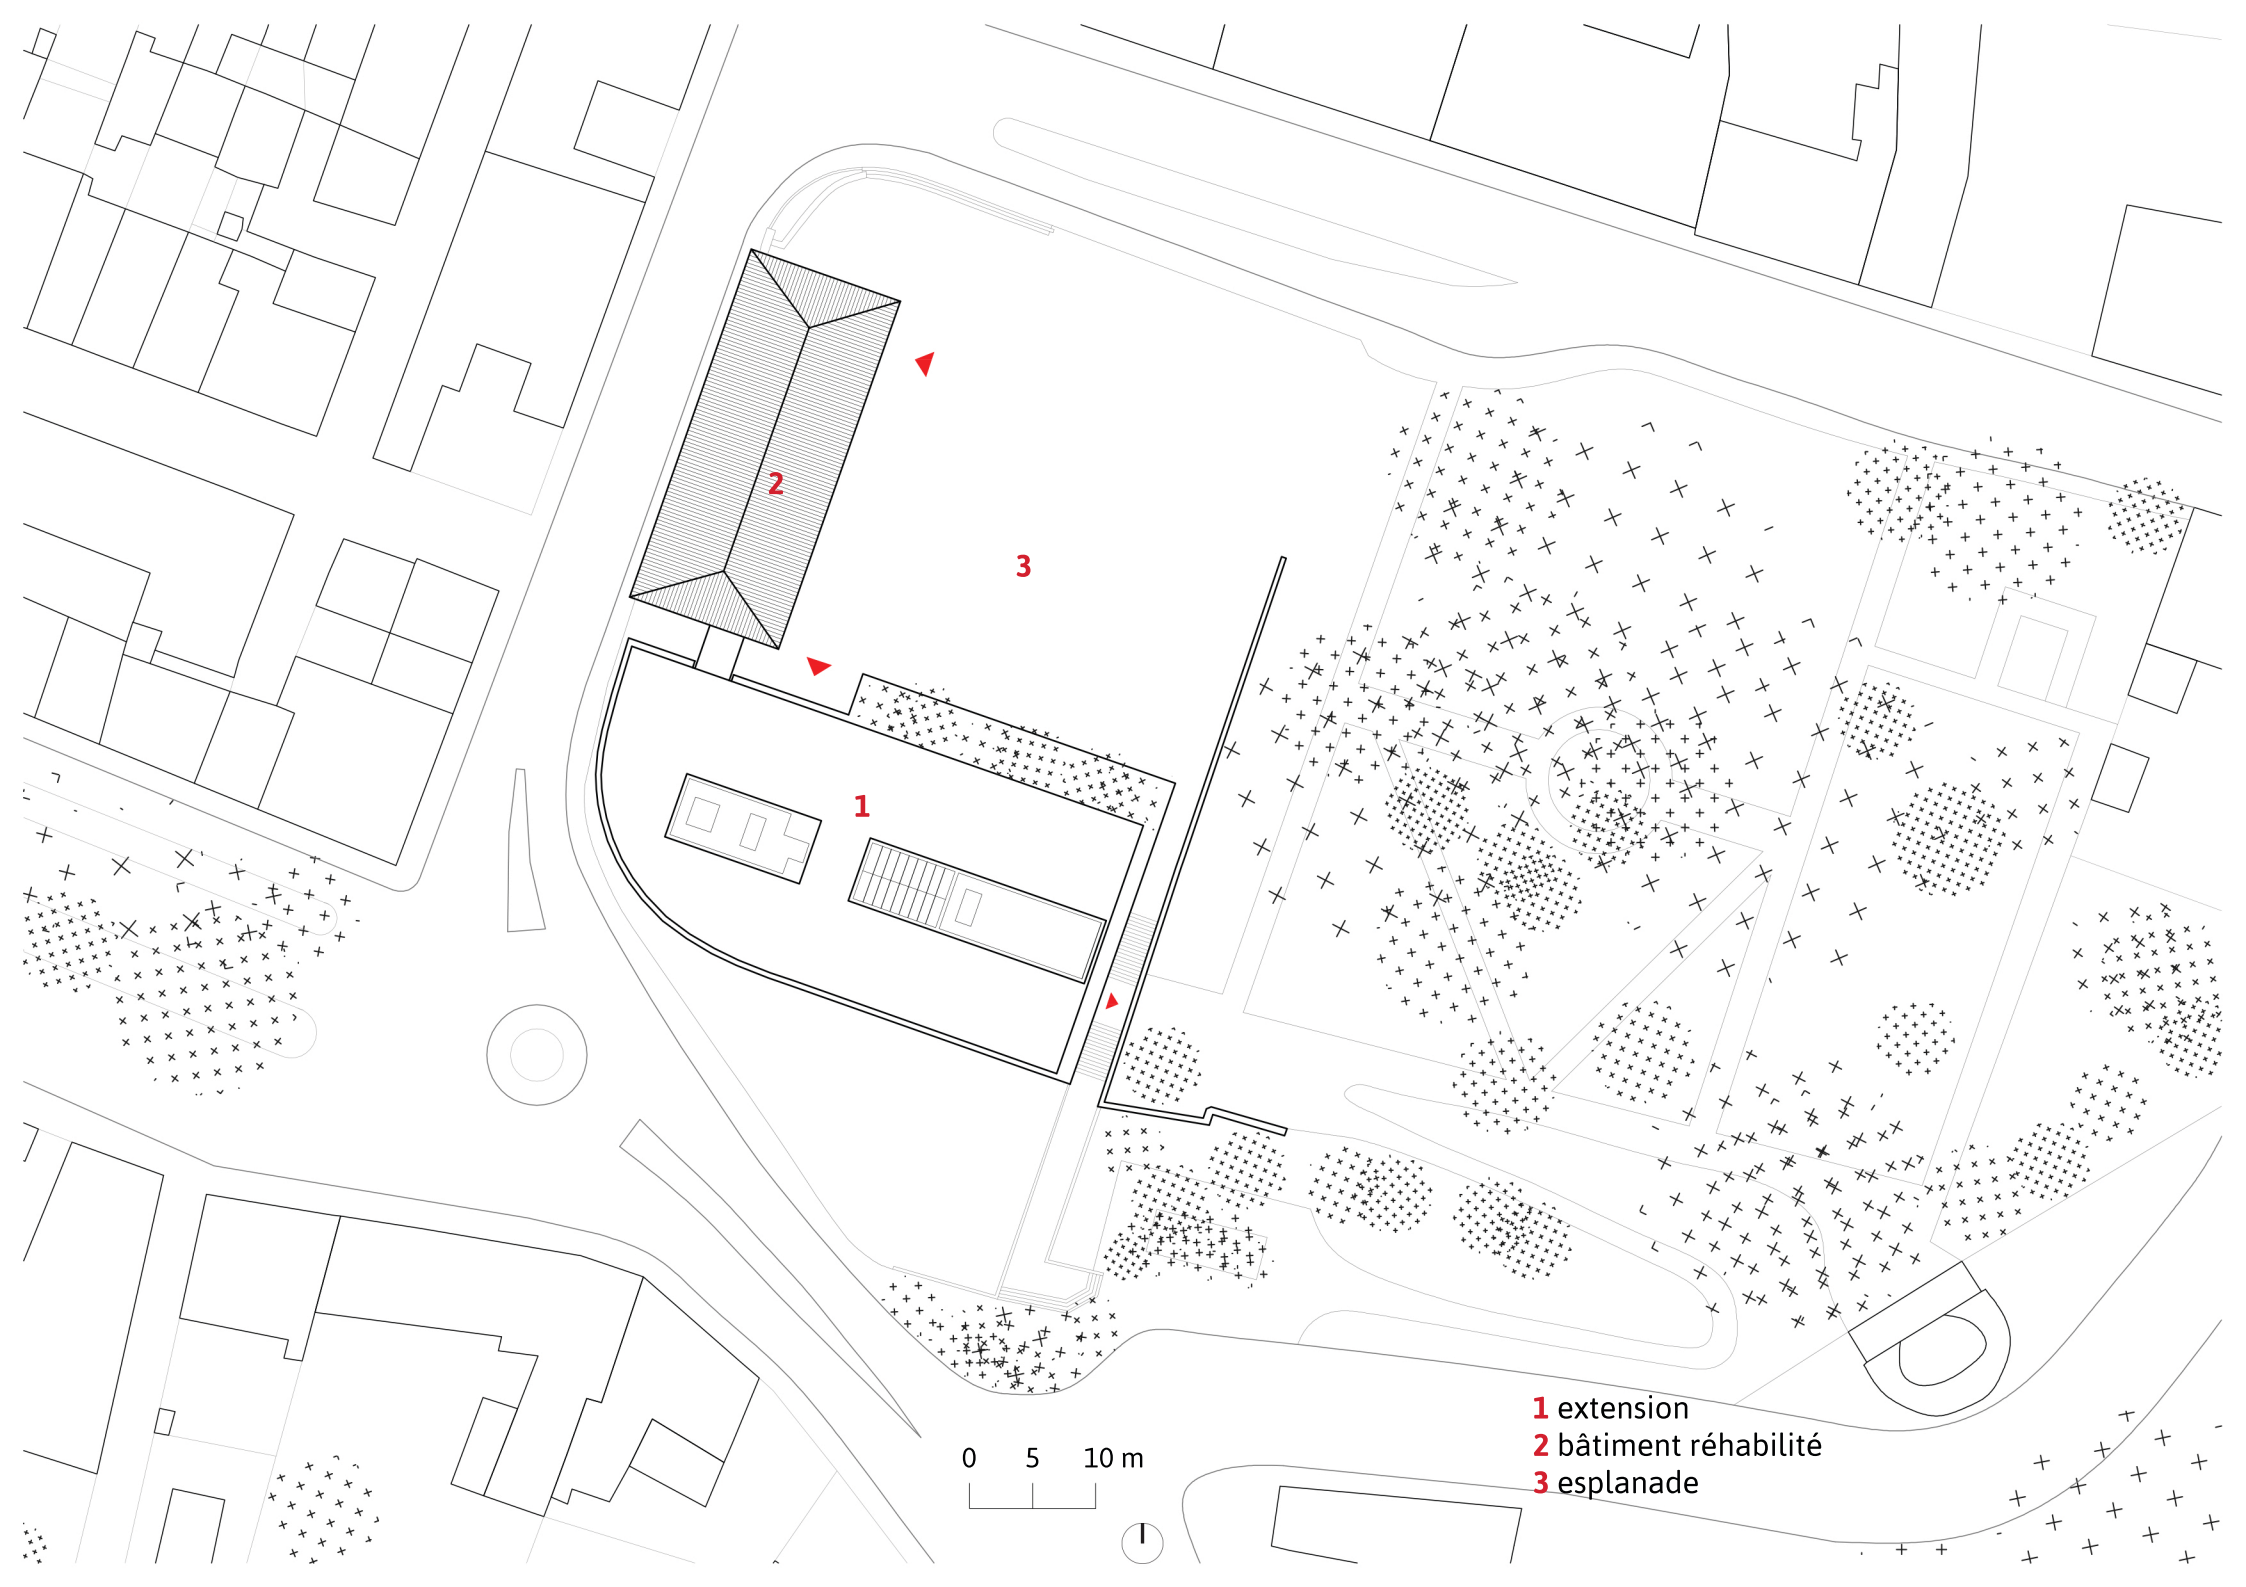 2
3
1
0 5 10 m
1 extension
2 bâtiment réhabilité
3 esplanade